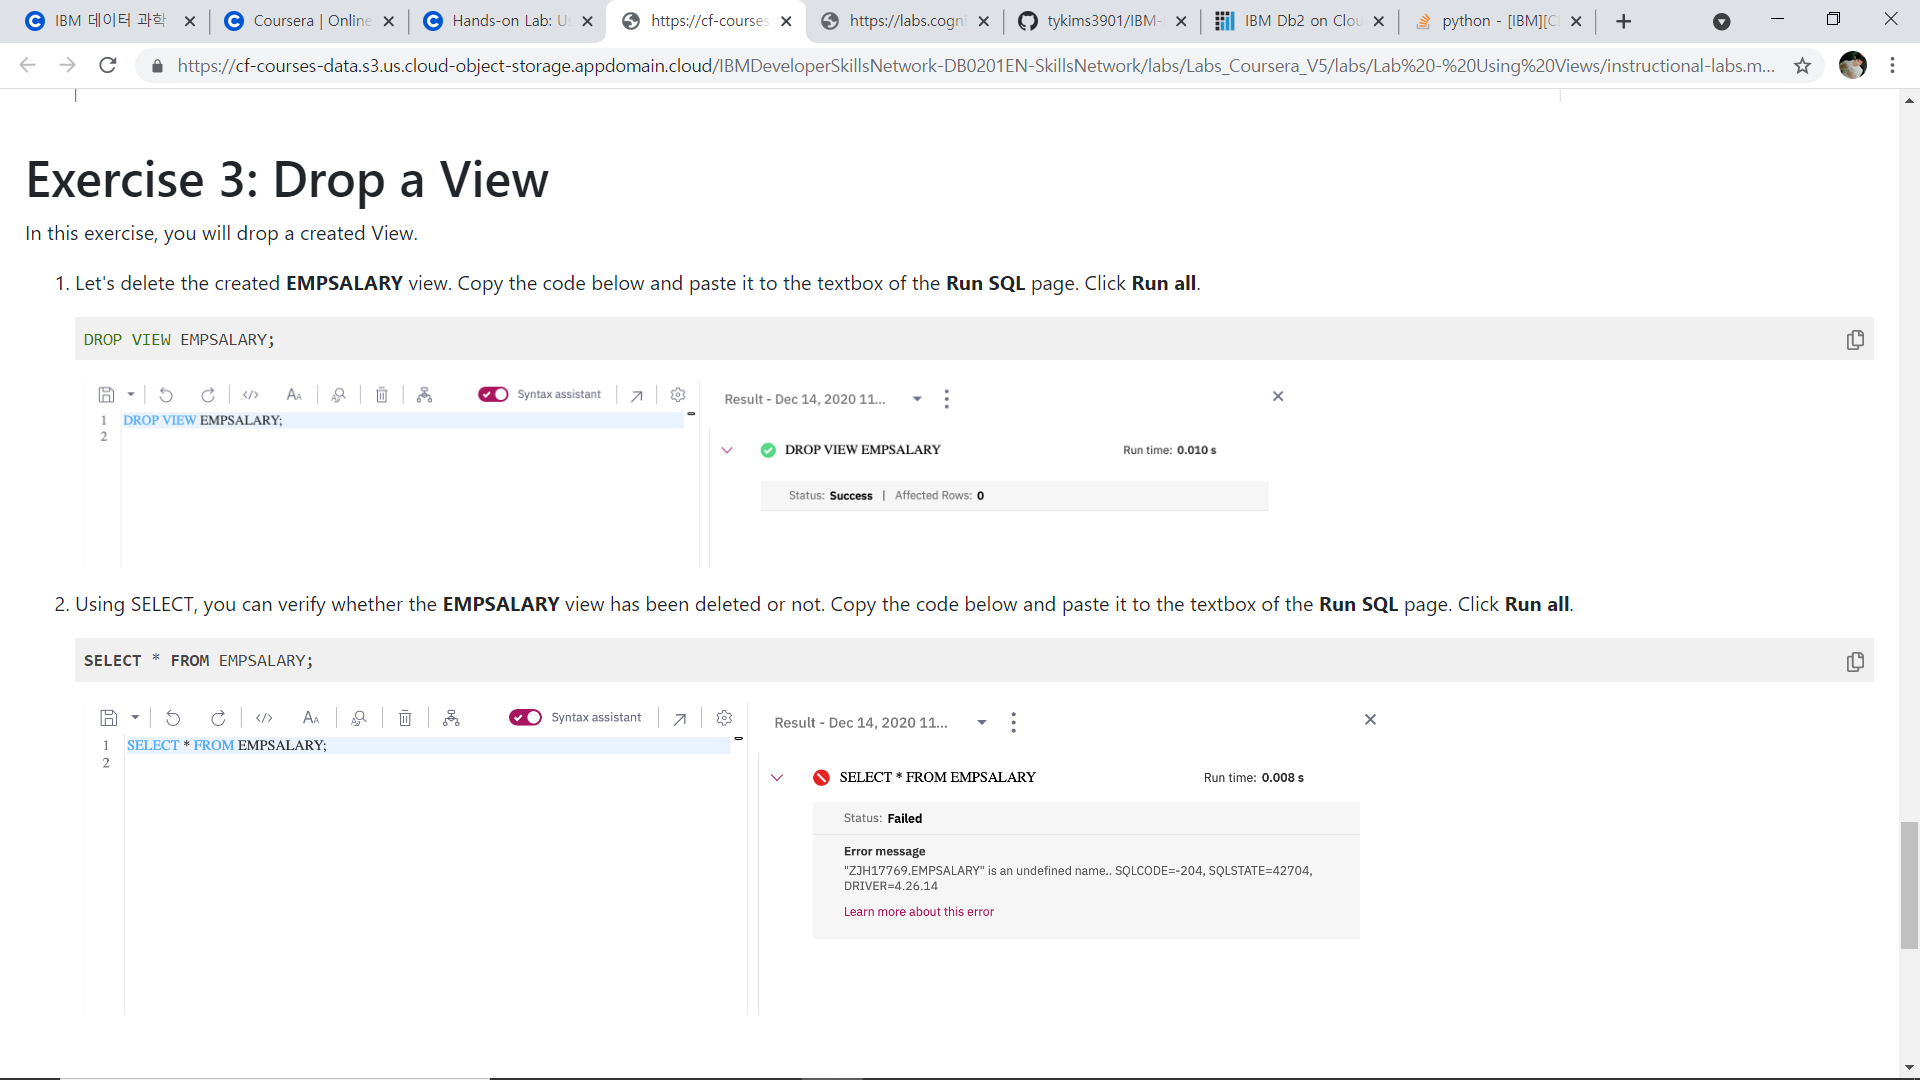 IBM 데이터 과학
Coursera | Online
Hands-on Lab: Us
https://cf-courses
https://labs.cogni
tykims3901/IBM-
IBM Db2 on Clou
python - [IBM][C
https://cf-courses-data.s3.us.cloud-object-storage.appdomain.cloud/IBMDeveloperSkillsNetwork-DB0201EN-SkillsNetwork/labs/Labs_Coursera_V5/labs/Lab%20-%20Using%20Views/instructional-labs.m...
Exercise 3: Drop a View
In this exercise, you will drop a created View.
1. Let's delete the created EMPSALARY view. Copy the code below and paste it to the textbox of the Run SQL page. Click Run all.
DROP VIEW EMPSALARY;
Syntax assistant
Result - Dec 14, 2020 11...
1 DROP VIEW EMPSALARY;
2
DROP VIEW EMPSALARY
Run time: 0.010 s
Status: Success | Affected Rows: 0
2. Using SELECT, you can verify whether the EMPSALARY view has been deleted or not. Copy the code below and paste it to the textbox of the Run SQL page. Click Run all.
SELECT * FROM EMPSALARY;
Syntax assistant
Result - Dec 14, 2020 11...
1 SELECT * FROM EMPSALARY;
2
SELECT * FROM EMPSALARY
Run time: 0.008 s
Status: Failed
Error message
"ZJH17769.EMPSALARY" is an undefined name.. SQLCODE=-204, SQLSTATE=42704,
DRIVER=4.26.14
Learn more about this error